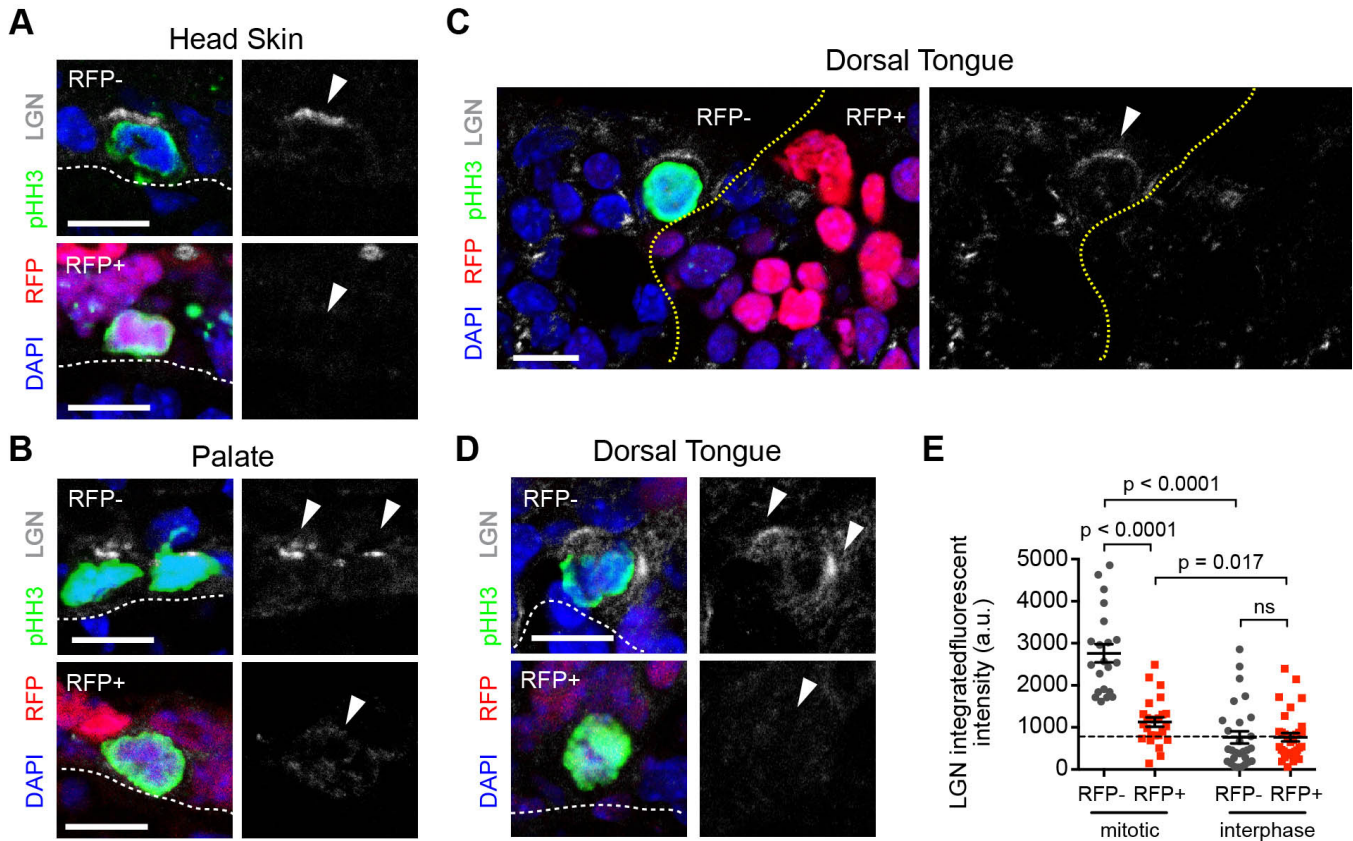 A
Head Skin
LGN
pHH3
RFP
DAPI
RFP-
RFP+
B
Palate
LGN
pHH3
RFP
DAPI
RFP-
RFP+
C
Dorsal Tongue
LGN
pHH3
RFP
DAPI
RFP-
RFP+
D
Dorsal Tongue
LGN
pHH3
RFP
DAPI
RFP-
RFP+
E
LGN integratedfluorescent
intensity (a.u.)
p < 0.0001
p < 0.0001
p = 0.017
ns
5000
4000
3000
2000
1000
0
RFP- RFP+ RFP- RFP+
mitotic interphase